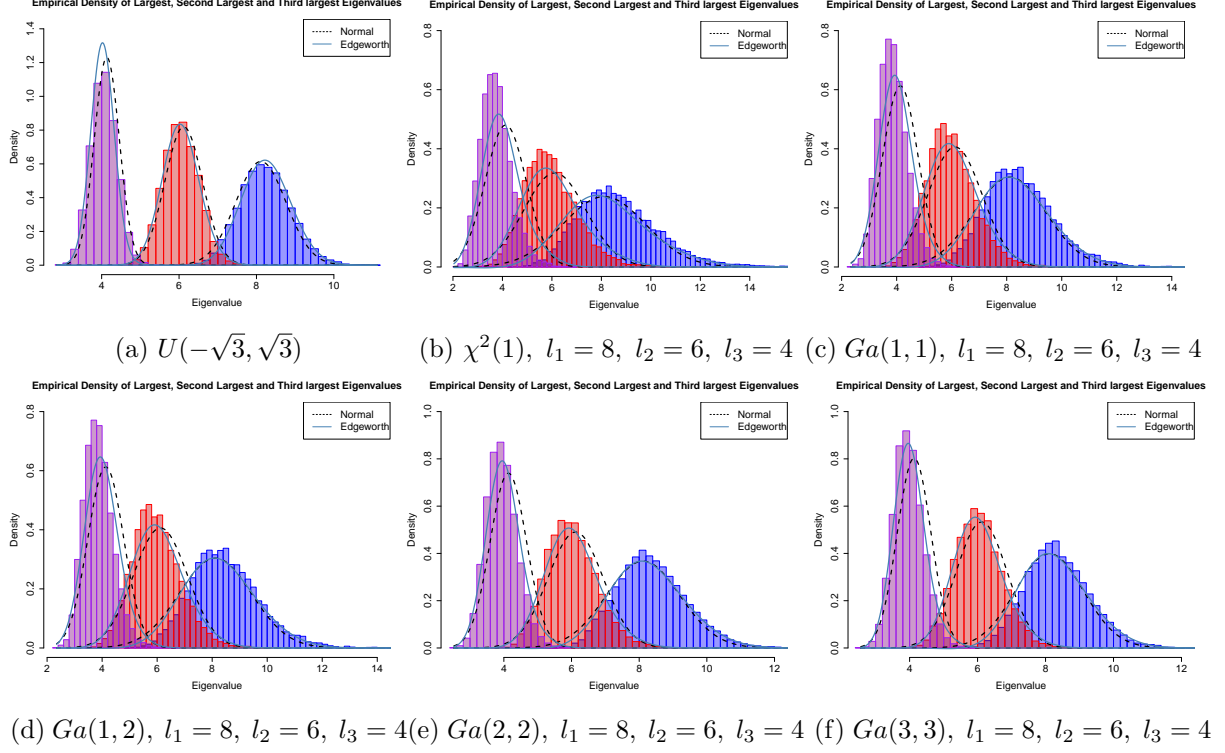 Empirical Density of Largest, Second Largest and Third largest Eigenvalues
Normal
Edgeworth
Density
0.0 0.2 0.4 0.6 0.8 1.0 1.2 1.4
4 6 8 10
Eigenvalue
(a) U(−√3, √3)
Empirical Density of Largest, Second Largest and Third largest Eigenvalues
Normal
Edgeworth
Density
0.0 0.2 0.4 0.6 0.8
2 4 6 8 10 12 14
Eigenvalue
(b) χ²(1), l₁ = 8, l₂ = 6, l₃ = 4
Empirical Density of Largest, Second Largest and Third largest Eigenvalues
Normal
Edgeworth
Density
0.0 0.2 0.4 0.6 0.8
2 4 6 8 10 12 14
Eigenvalue
(c) Ga(1, 1), l₁ = 8, l₂ = 6, l₃ = 4
Empirical Density of Largest, Second Largest and Third largest Eigenvalues
Normal
Edgeworth
Density
0.0 0.2 0.4 0.6 0.8
2 4 6 8 10 12 14
Eigenvalue
(d) Ga(1, 2), l₁ = 8, l₂ = 6, l₃ = 4
Empirical Density of Largest, Second Largest and Third largest Eigenvalues
Normal
Edgeworth
Density
0.0 0.2 0.4 0.6 0.8 1.0
4 6 8 10 12
Eigenvalue
(e) Ga(2, 2), l₁ = 8, l₂ = 6, l₃ = 4
Empirical Density of Largest, Second Largest and Third largest Eigenvalues
Normal
Edgeworth
Density
0.0 0.2 0.4 0.6 0.8 1.0
4 6 8 10 12
Eigenvalue
(f) Ga(3, 3), l₁ = 8, l₂ = 6, l₃ = 4